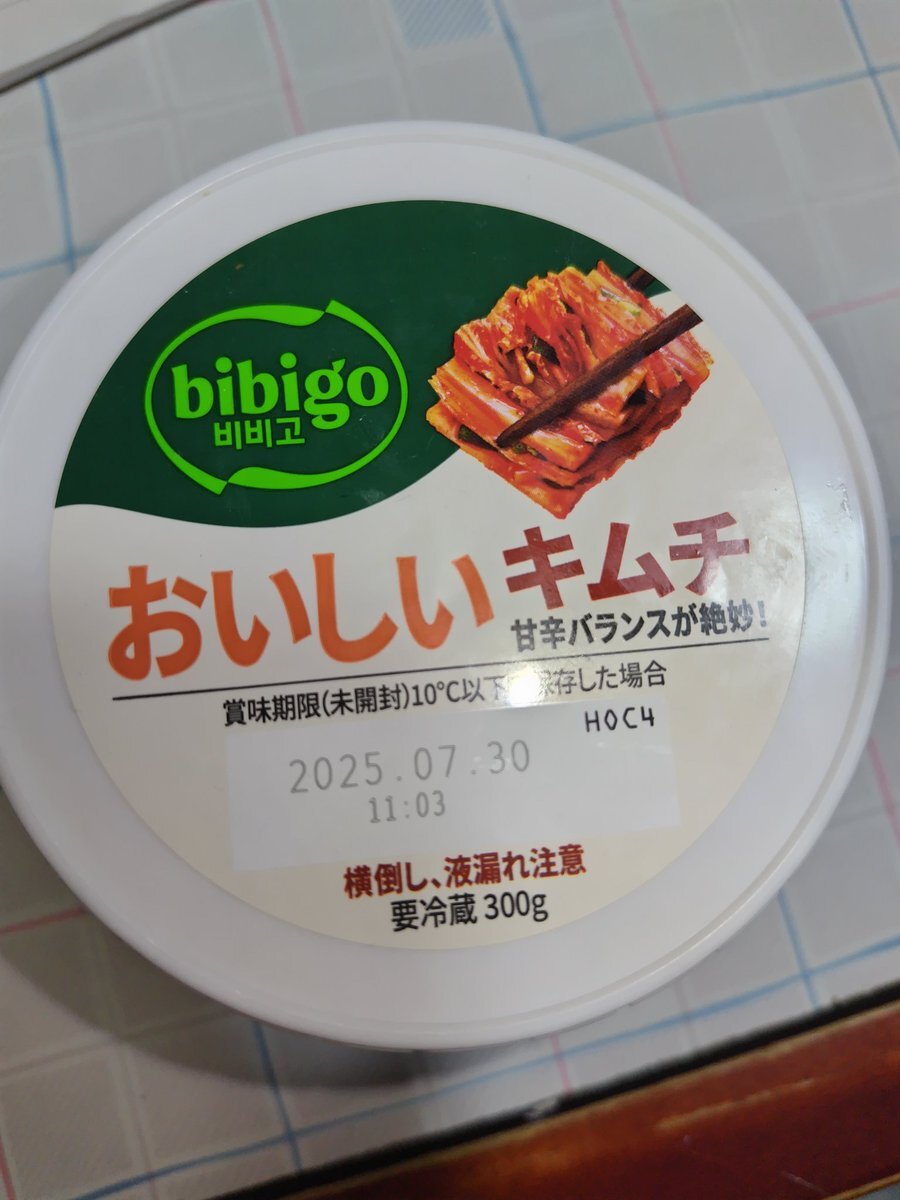 bibigo
비비고
おいしいキムチ
甘辛バランスが絶妙!
賞味期限(未開封)10℃以下 保存した場合
HOC4
2025.07.30
11:03
横倒し、液漏れ注意
要冷蔵 300g